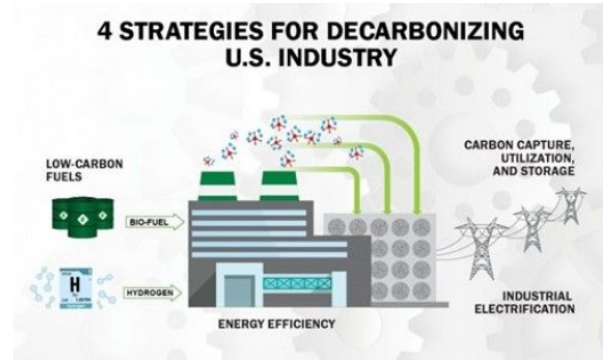 4 STRATEGIES FOR DECARBONIZING
U.S. INDUSTRY
LOW-CARBON
FUELS
BIO-FUEL
HYDROGEN
H
ENERGY EFFICIENCY
CARBON CAPTURE,
UTILIZATION,
AND STORAGE
INDUSTRIAL
ELECTRIFICATION